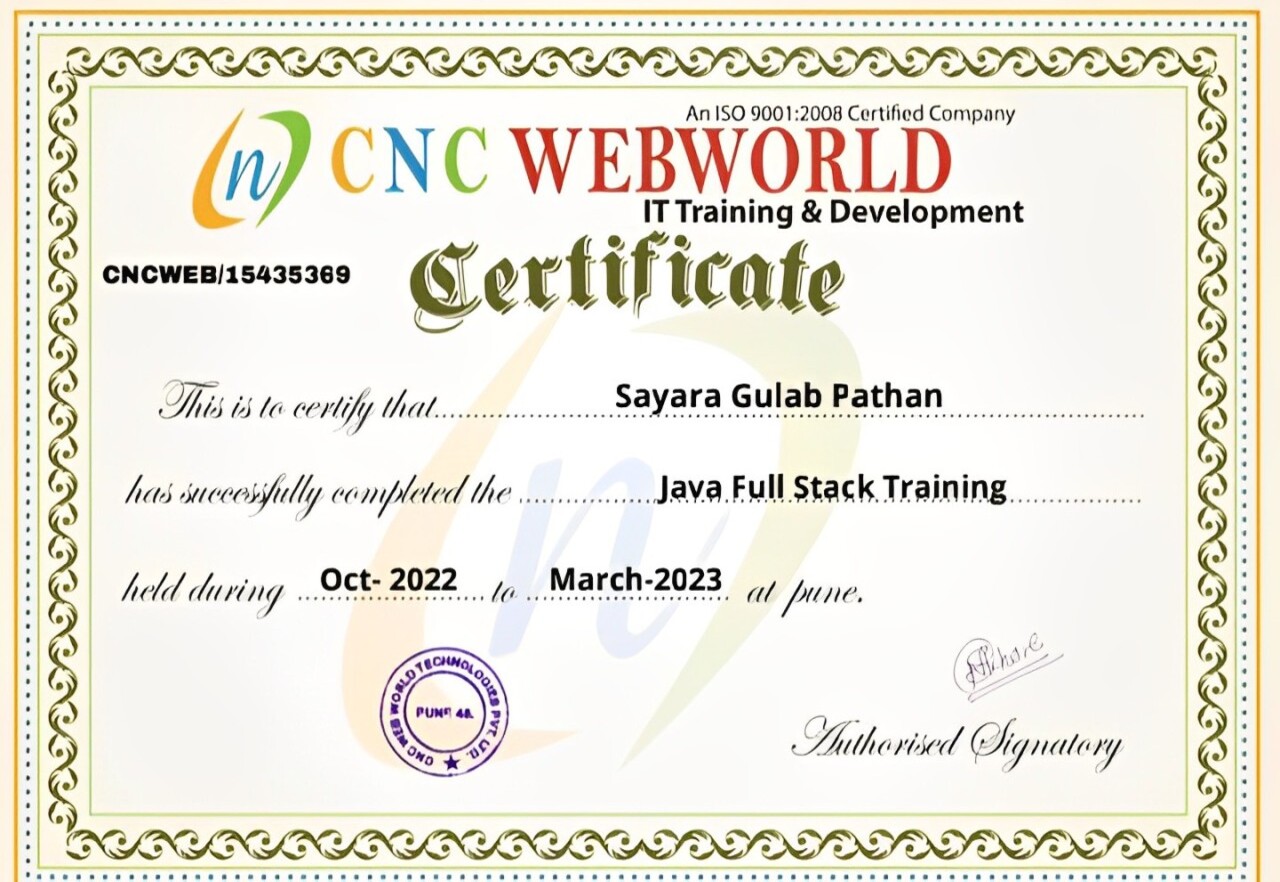 An ISO 9001:2008 Certified Company
n CNC WEBWORLD
IT Training & Development
Certificate
CNCWEB/15435369
This is to certify that.......Sayara Gulab Pathan.......
has successfully completed the .......Java Full Stack Training.......
held during .......Oct- 2022....... to .......March-2023....... at pune.
CNC WEB WORLD TECHNOLOGIES PVT. LTD.
PUNE 48.
Authorised Signatory